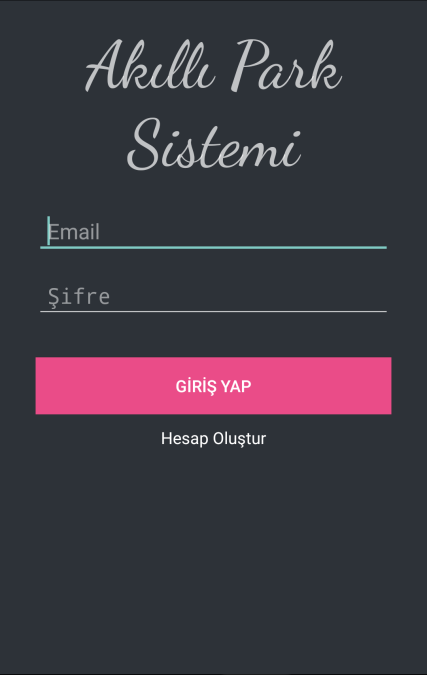 Akıllı Park
Sistemi
Email
Şifre
GİRİŞ YAP
Hesap Oluştur